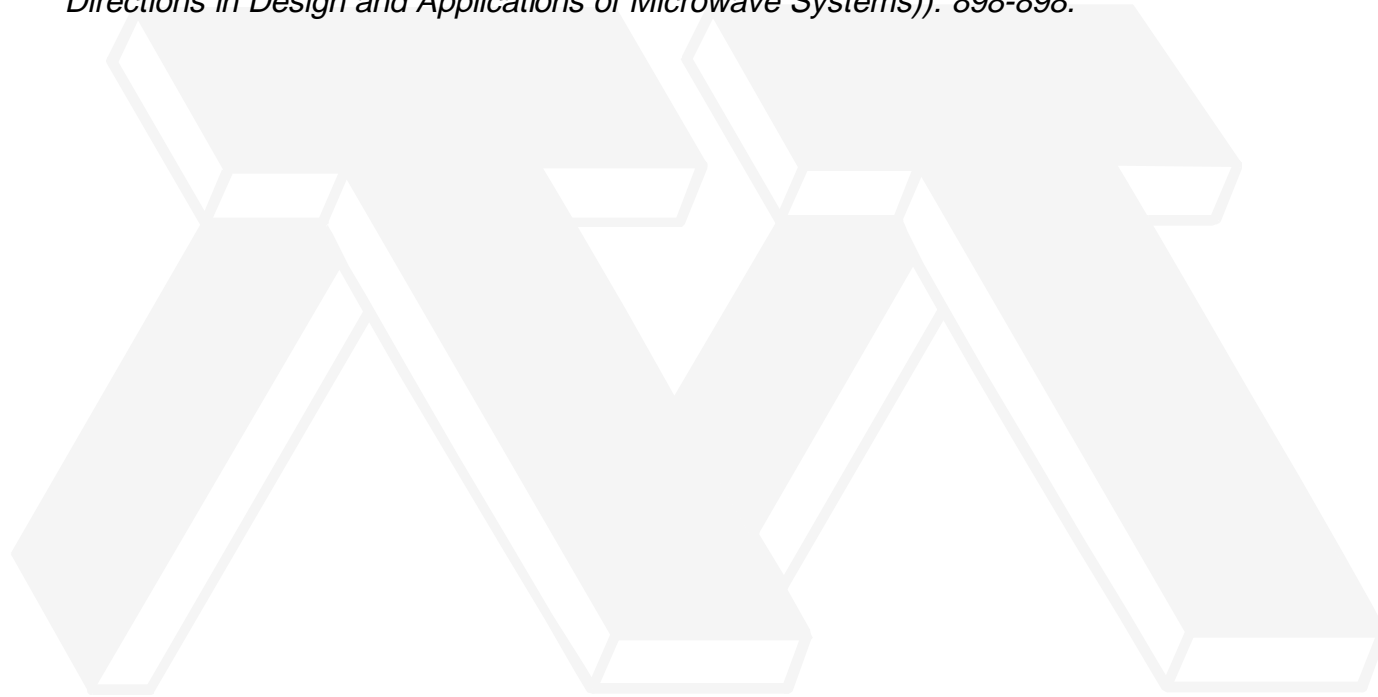 Directions in Design and Applications of Microwave Systems)). 898-898.